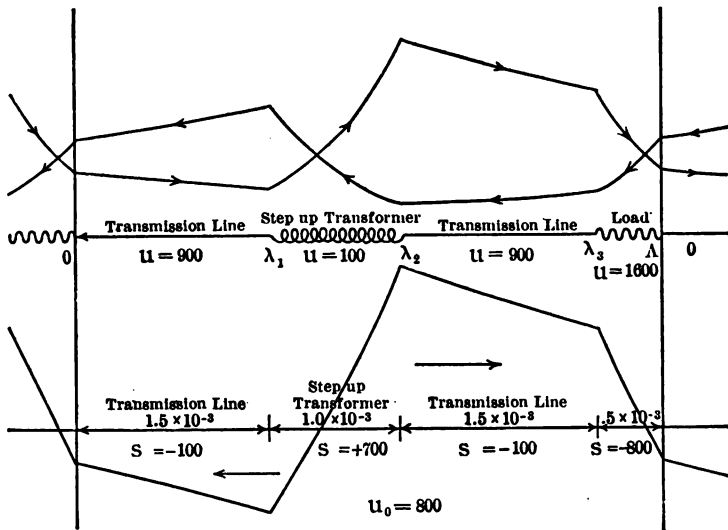 Transmission Line Step up Transformer Transmission Line Load
0 u = 900 λ₁ u = 100 λ₂ u = 900 λ₃ Λ 0
u = 1600
Step up
Transmission Line Transformer Transmission Line
1.5 × 10⁻³ 1.0 × 10⁻³ 1.5 × 10⁻³ .5 × 10⁻³
S = -100 S = +700 S = -100 S = -800
u₀ = 800